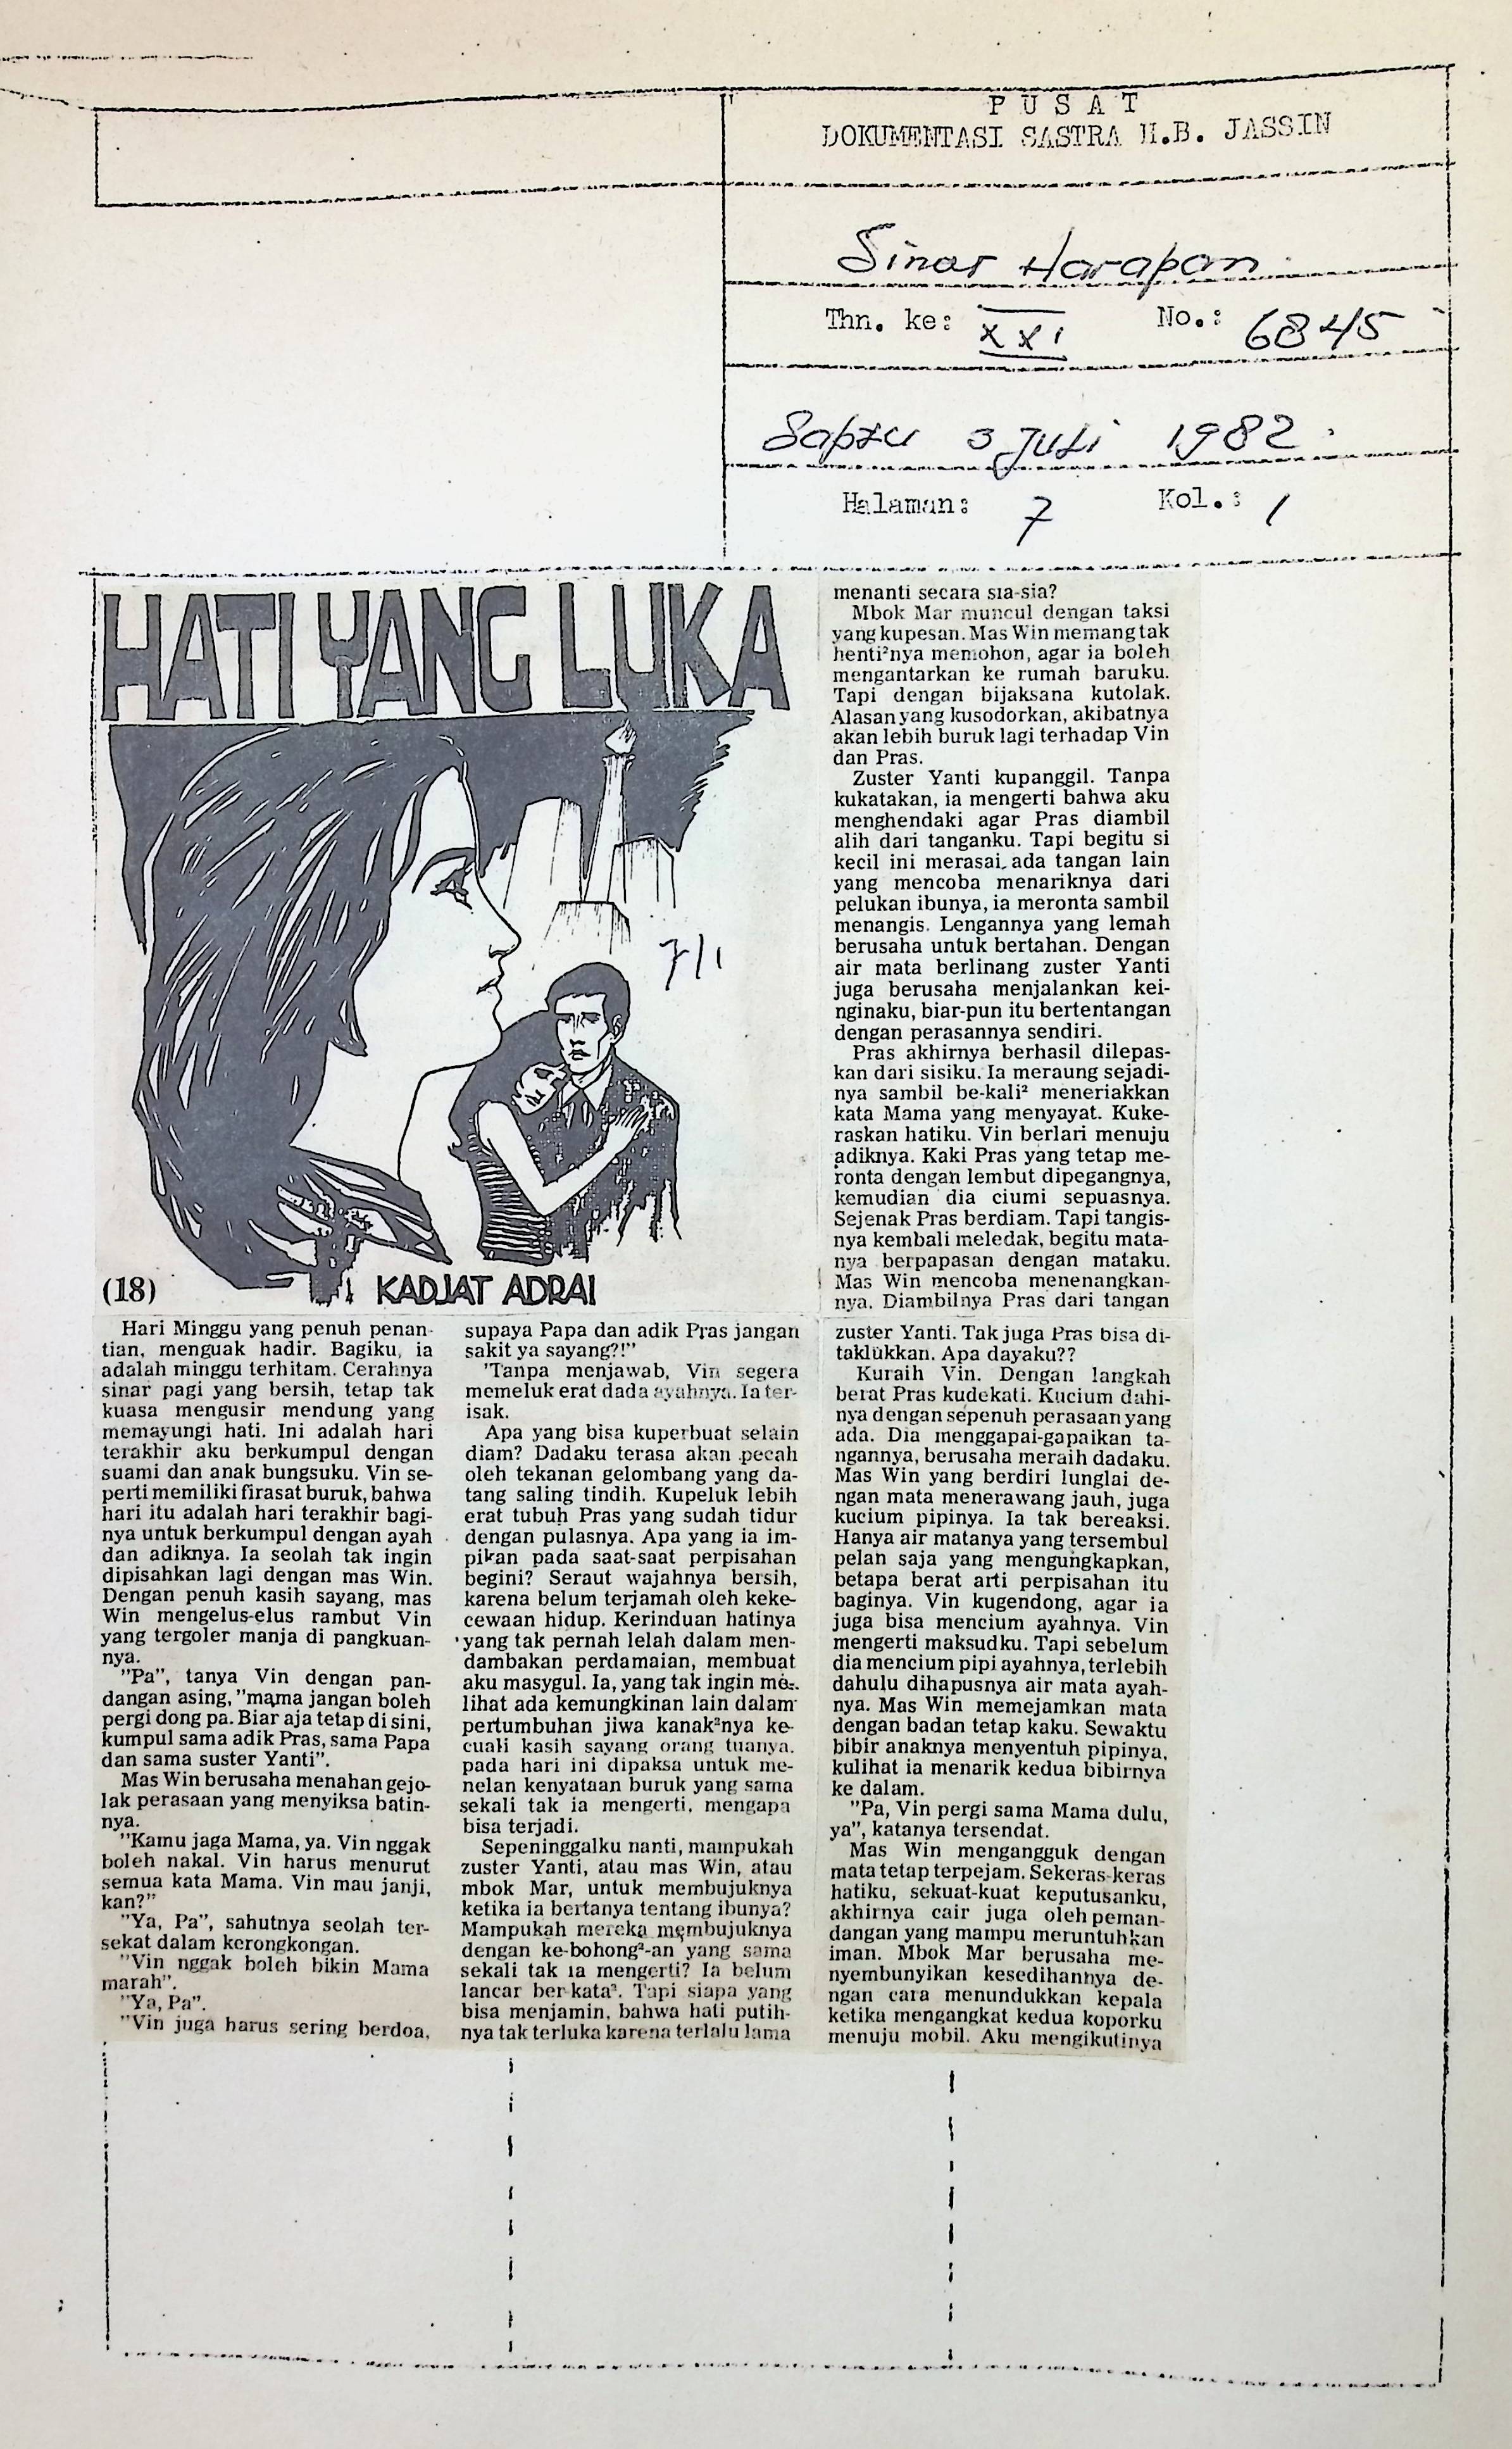 P U S A T
DOKUMENTASI SASTRA H.B. JASSIN
Sinar Harapan
Thn. ke: XXI No.: 6845
Sabtu 3 Juli 1982.
Halaman: 7 Kol.: 1
HATI YANG LUKA
7/1
(18) KADJAT ADRAI
Hari Minggu yang penuh penan-
tian, menguak hadir. Bagiku, ia
adalah minggu terhitam. Cerahnya
sinar pagi yang bersih, tetap tak
kuasa mengusir mendung yang
memayungi hati. Ini adalah hari
terakhir aku berkumpul dengan
suami dan anak bungsuku. Vin se-
perti memiliki firasat buruk, bahwa
hari itu adalah hari terakhir bagi-
nya untuk berkumpul dengan ayah
dan adiknya. Ia seolah tak ingin
dipisahkan lagi dengan mas Win.
Dengan penuh kasih sayang, mas
Win mengelus-elus rambut Vin
yang tergoler manja di pangkuan-
nya.
"Pa", tanya Vin dengan pan-
dangan asing, "mama jangan boleh
pergi dong pa. Biar aja tetap di sini,
kumpul sama adik Pras, sama Papa
dan sama suster Yanti".
Mas Win berusaha menahan gejo-
lak perasaan yang menyiksa batin-
nya.
"Kamu jaga Mama, ya. Vin nggak
boleh nakal. Vin harus menurut
semua kata Mama. Vin mau janji,
kan?"
"Ya, Pa", sahutnya seolah ter-
sekat dalam kerongkongan.
"Vin nggak boleh bikin Mama
marah".
"Ya, Pa".
"Vin juga harus sering berdoa,
supaya Papa dan adik Pras jangan
sakit ya sayang?!"
'Tanpa menjawab, Vin segera
memeluk erat dada ayahnya. Ia ter-
isak.
Apa yang bisa kuperbuat selain
diam? Dadaku terasa akan pecah
oleh tekanan gelombang yang da-
tang saling tindih. Kupeluk lebih
erat tubuh Pras yang sudah tidur
dengan pulasnya. Apa yang ia im-
pikan pada saat-saat perpisahan
begini? Seraut wajahnya bersih,
karena belum terjamah oleh keke-
cewaan hidup. Kerinduan hatinya
yang tak pernah lelah dalam men-
dambakan perdamaian, membuat
aku masygul. Ia, yang tak ingin me-
lihat ada kemungkinan lain dalam
pertumbuhan jiwa kanak²nya ke-
cuali kasih sayang orang tuanya.
pada hari ini dipaksa untuk me-
nelan kenyataan buruk yang sama
sekali tak ia mengerti, mengapa
bisa terjadi.
Sepeninggalku nanti, mampukah
zuster Yanti, atau mas Win, atau
mbok Mar, untuk membujuknya
ketika ia bertanya tentang ibunya?
Mampukah mereka membujuknya
dengan ke-bohong²-an yang sama
sekali tak ia mengerti? Ia belum
lancar ber-kata². Tapi siapa yang
bisa menjamin, bahwa hati putih-
nya tak terluka karena terlalu lama
menanti secara sia-sia?
Mbok Mar muncul dengan taksi
yang kupesan. Mas Win memang tak
henti²nya memohon, agar ia boleh
mengantarkan ke rumah baruku.
Tapi dengan bijaksana kutolak.
Alasan yang kusodorkan, akibatnya
akan lebih buruk lagi terhadap Vin
dan Pras.
Zuster Yanti kupanggil. Tanpa
kukatakan, ia mengerti bahwa aku
menghendaki agar Pras diambil
alih dari tanganku. Tapi begitu si
kecil ini merasai ada tangan lain
yang mencoba menariknya dari
pelukan ibunya, ia meronta sambil
menangis. Lengannya yang lemah
berusaha untuk bertahan. Dengan
air mata berlinang zuster Yanti
juga berusaha menjalankan kei-
nginaku, biar-pun itu bertentangan
dengan perasannya sendiri.
Pras akhirnya berhasil dilepas-
kan dari sisiku. Ia meraung sejadi-
nya sambil be-kali² meneriakkan
kata Mama yang menyayat. Kuke-
raskan hatiku. Vin berlari menuju
adiknya. Kaki Pras yang tetap me-
ronta dengan lembut dipegangnya,
kemudian dia ciumi sepuasnya.
Sejenak Pras berdiam. Tapi tangis-
nya kembali meledak, begitu mata-
nya berpapasan dengan mataku.
Mas Win mencoba menenangkan-
nya. Diambilnya Pras dari tangan
zuster Yanti. Tak juga Pras bisa di-
taklukkan. Apa dayaku??
Kuraih Vin. Dengan langkah
berat Pras kudekati. Kucium dahi-
nya dengan sepenuh perasaan yang
ada. Dia menggapai-gapaikan ta-
ngannya, berusaha meraih dadaku.
Mas Win yang berdiri lunglai de-
ngan mata menerawang jauh, juga
kucium pipinya. Ia tak bereaksi.
Hanya air matanya yang tersembul
pelan saja yang mengungkapkan,
betapa berat arti perpisahan itu
baginya. Vin kugendong, agar ia
juga bisa mencium ayahnya. Vin
mengerti maksudku. Tapi sebelum
dia mencium pipi ayahnya, terlebih
dahulu dihapusnya air mata ayah-
nya. Mas Win memejamkan mata
dengan badan tetap kaku. Sewaktu
bibir anaknya menyentuh pipinya,
kulihat ia menarik kedua bibirnya
ke dalam.
"Pa, Vin pergi sama Mama dulu,
ya", katanya tersendat.
Mas Win mengangguk dengan
mata tetap terpejam. Sekeras-keras
hatiku, sekuat-kuat keputusanku,
akhirnya cair juga oleh peman-
dangan yang mampu meruntuhkan
iman. Mbok Mar berusaha me-
nyembunyikan kesedihannya de-
ngan cara menundukkan kepala
ketika mengangkat kedua koporku
menuju mobil. Aku mengikutinya